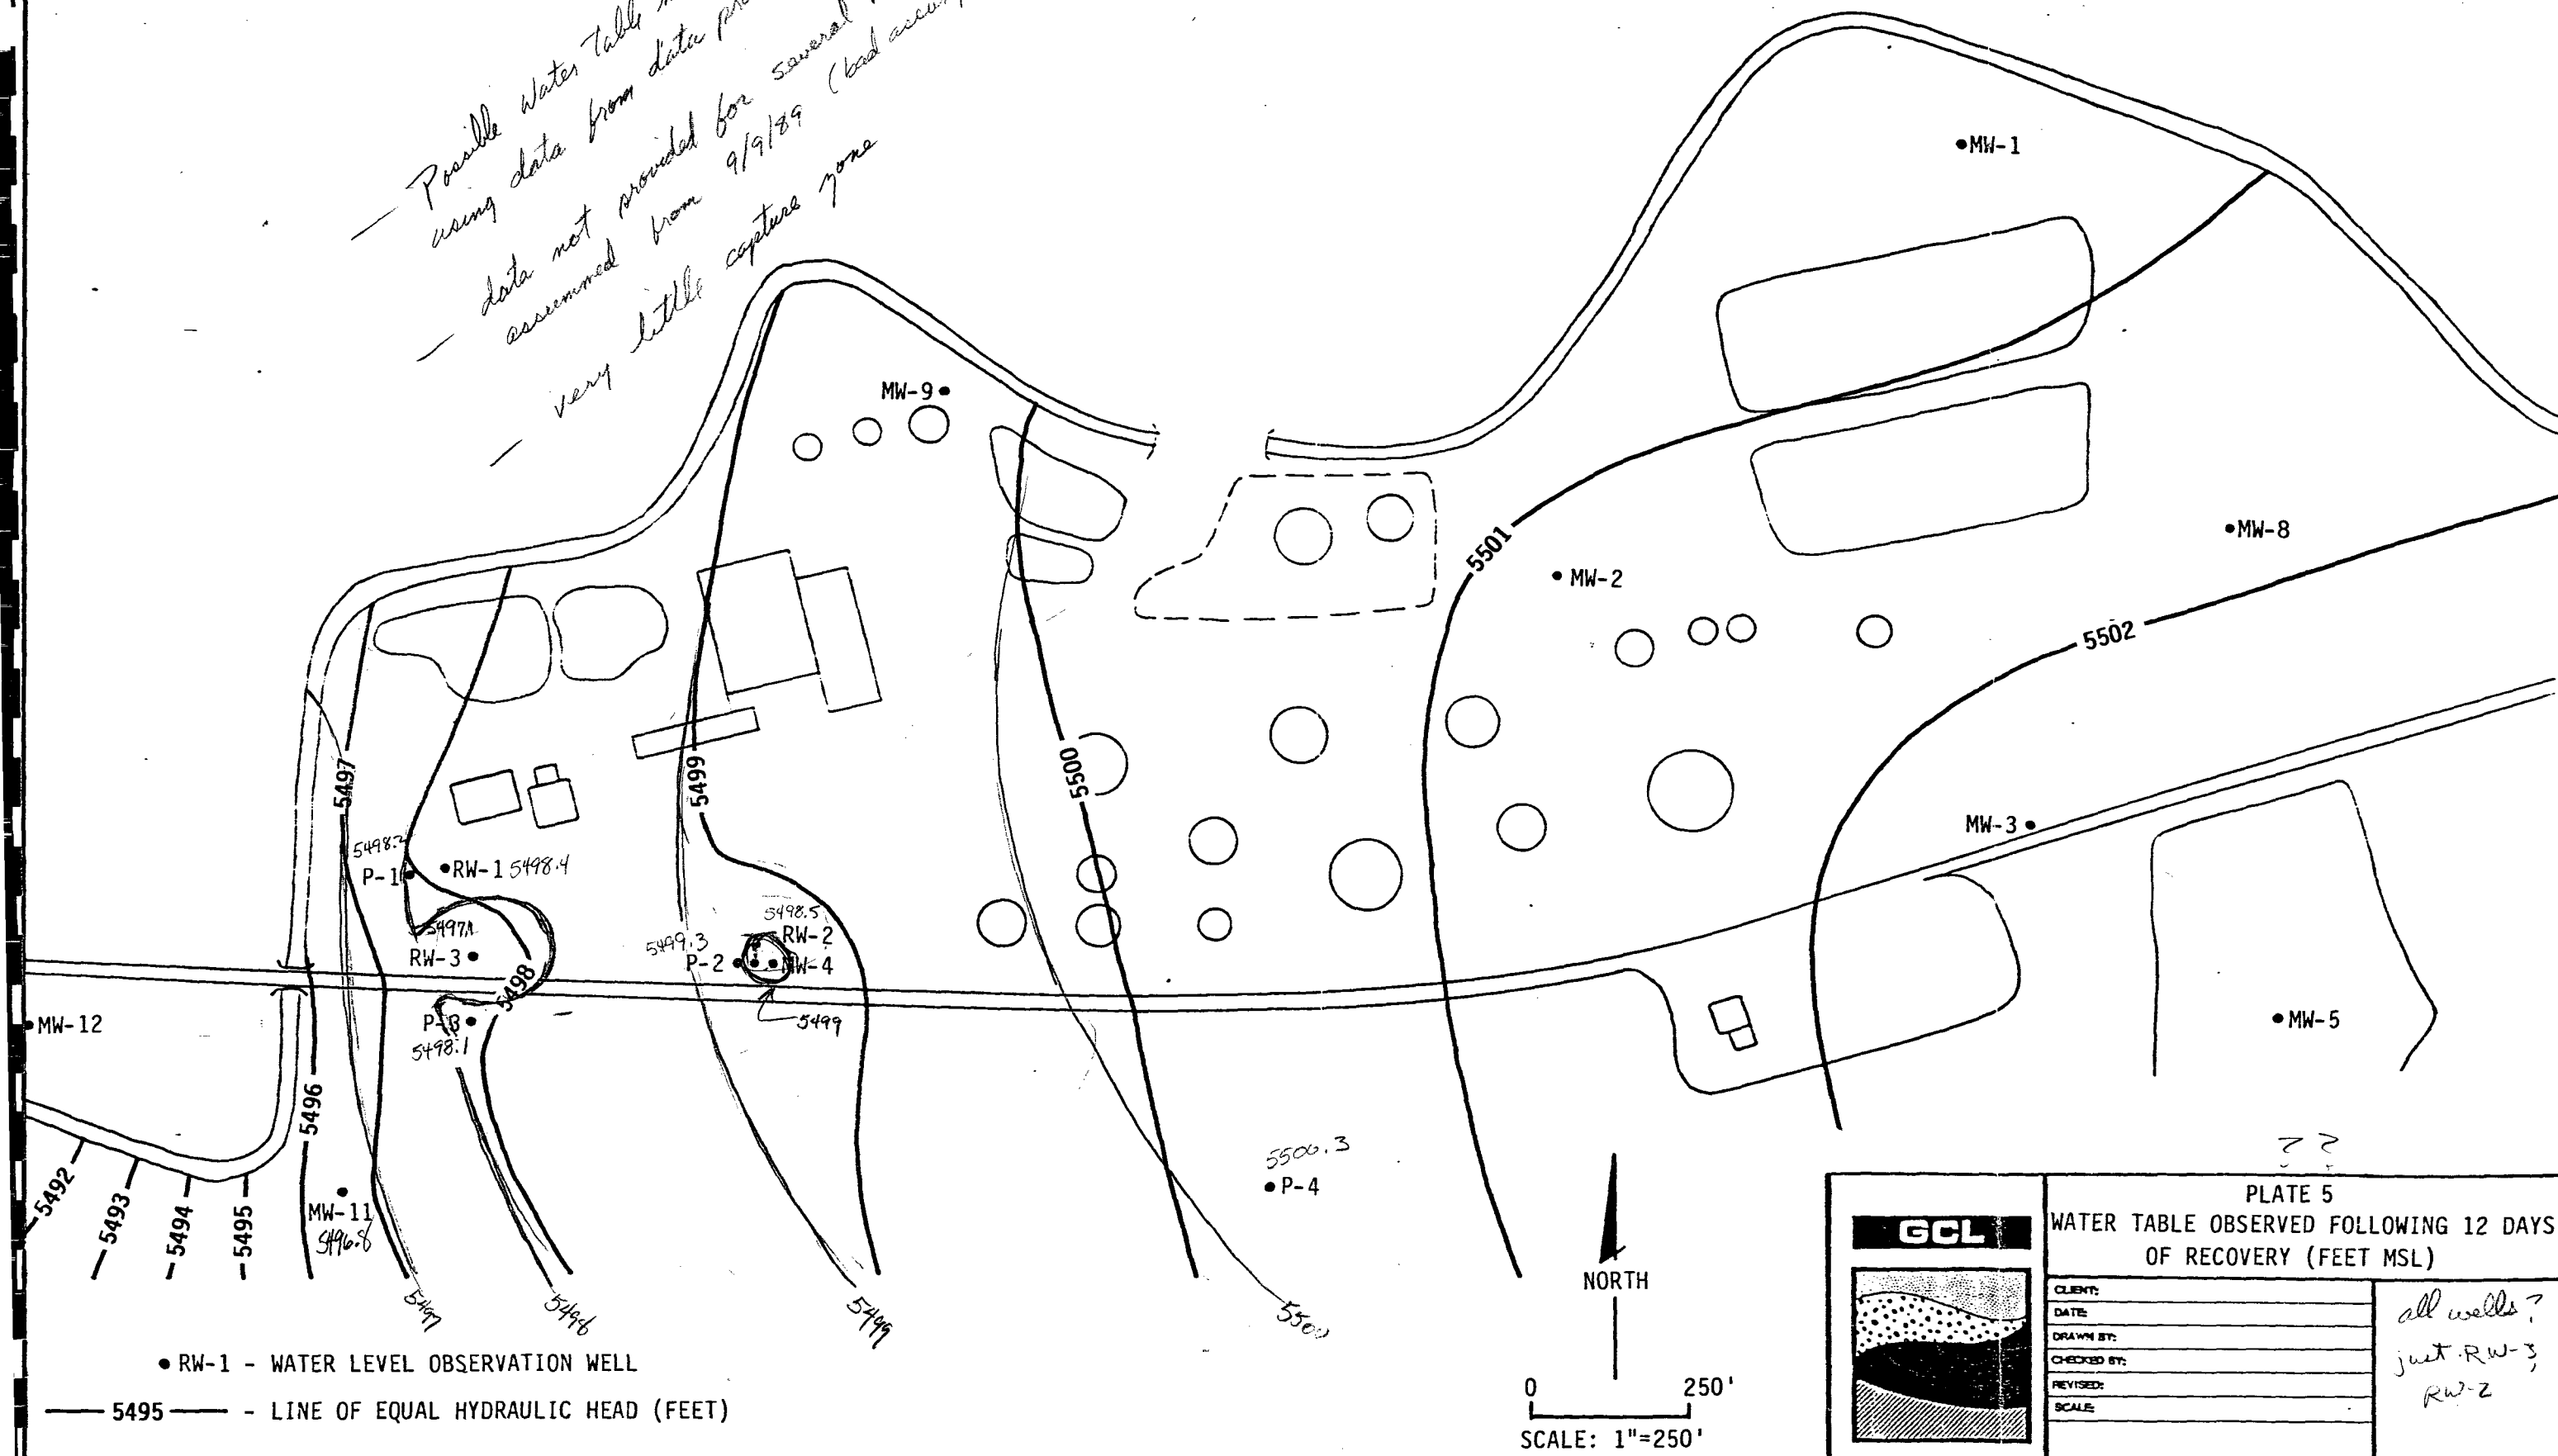 — Possible Water Table
using data from data
— data not provided for several
assummed from 9/9/89 (bad
— very little capture zone
MW-1
MW-9
5501
MW-2
MW-8
5502
5497
5499
5500
MW-3
5498.2
P-1
RW-1 5498.4
5497.1
RW-3
5498
5498.5
RW-2
5499.3
P-2
MW-4
5499
MW-12
P-3
5498.1
MW-5
5496
5500.3
P-4
? ?
5492
5493
5494
5495
MW-11
5496.8
5497
5498
5499
5500
NORTH
● RW-1 - WATER LEVEL OBSERVATION WELL
5495 - LINE OF EQUAL HYDRAULIC HEAD (FEET)
0 250'
SCALE: 1"=250'
GCL
PLATE 5
WATER TABLE OBSERVED FOLLOWING 12 DAYS
OF RECOVERY (FEET MSL)
CLIENT:
DATE:
DRAWN BY:
CHECKED BY:
REVISED:
SCALE:
all wells?
just RW-3,
RW-2